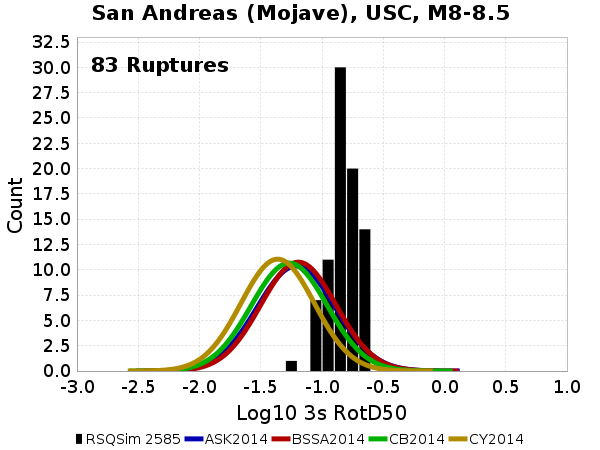 San Andreas (Mojave), USC, M8-8.5
83 Ruptures
Count
32.5
30.0
27.5
25.0
22.5
20.0
17.5
15.0
12.5
10.0
7.5
5.0
2.5
0.0
-3.0 -2.5 -2.0 -1.5 -1.0 -0.5 0.0 0.5 1.0
Log10 3s RotD50
RSQSim 2585 ASK2014 BSSA2014 CB2014 CY2014